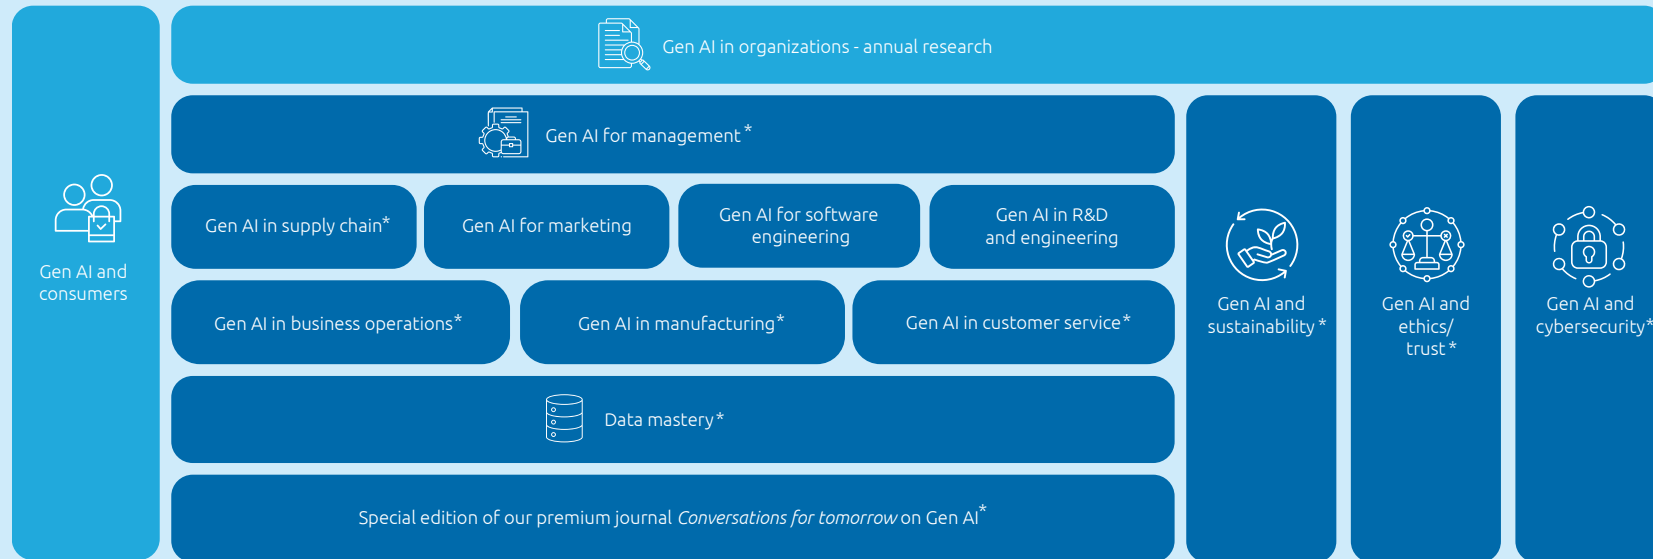 Gen AI in organizations - annual research
Gen AI and
consumers
Gen AI for management *
Gen AI in supply chain*
Gen AI for marketing
Gen AI for software
engineering
Gen AI in R&D
and engineering
Gen AI in business operations*
Gen AI in manufacturing*
Gen AI in customer service*
Data mastery*
Special edition of our premium journal Conversations for tomorrow on Gen AI*
Gen AI and
sustainability *
Gen AI and
ethics/
trust *
Gen AI and
cybersecurity*